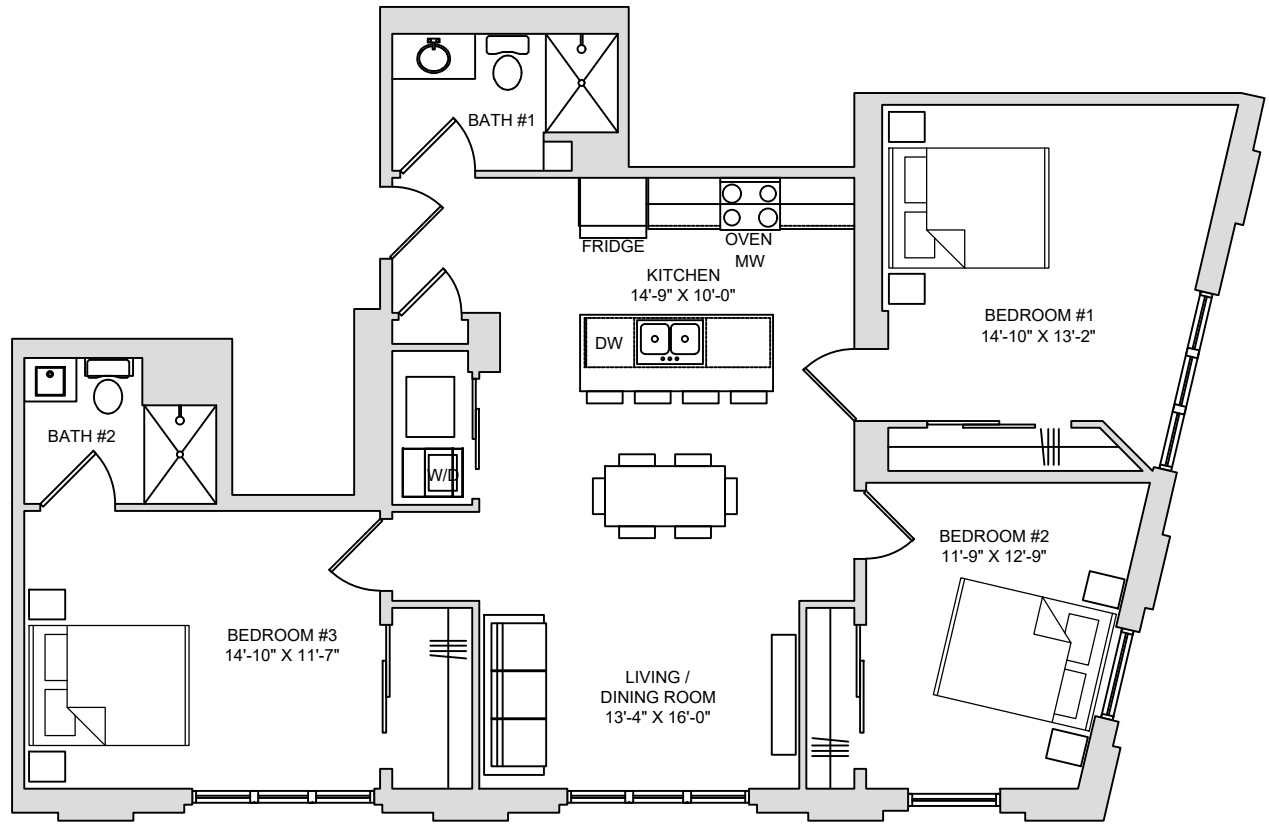 BATH #1
FRIDGE
OVEN
MW
KITCHEN
14'-9" X 10'-0"
BEDROOM #1
14'-10" X 13'-2"
DW
BATH #2
W/D
BEDROOM #2
11'-9" X 12'-9"
BEDROOM #3
14'-10" X 11'-7"
LIVING /
DINING ROOM
13'-4" X 16'-0"